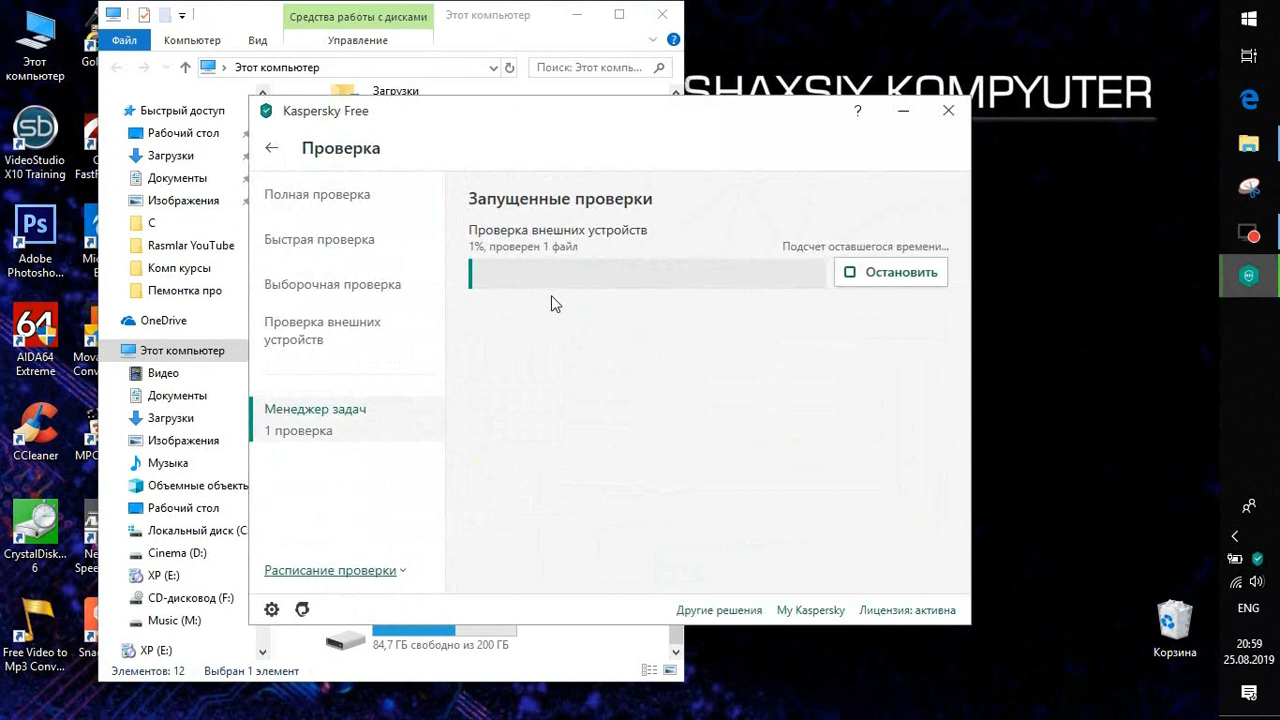 Средства работы с дисками
Этот компьютер
Файл
Компьютер
Вид
Управление
Этот компьютер
Поиск: Этот компь...
Загрузки
SHAXSIY KOMPYUTER
Этот
компьютер
VideoStudio
X10 Training
Adobe
Photosho...
AIDA64
Extreme
CCleaner
CrystalDisk...
6
Free Video to
Mp3 Conv...
Быстрый доступ
Рабочий стол
Загрузки
Документы
Изображения
C
Rasmlar YouTube
Комп курсы
Пемонтка про
OneDrive
Этот компьютер
Видео
Документы
Загрузки
Изображения
Музыка
Объемные объекть
Рабочий стол
Локальный диск (C
Cinema (D:)
XP (E:)
CD-дисковод (F:)
Music (M:)
XP (E:)
Элементов: 12
Выбран 1 элемент
84,7 ГБ свободно из 200 ГБ
Kaspersky Free
?
Проверка
Полная проверка
Быстрая проверка
Выборочная проверка
Проверка внешних
устройств
Менеджер задач
1 проверка
Расписание проверки
Запущенные проверки
Проверка внешних устройств
1%, проверен 1 файл
Подсчет оставшегося времени...
Остановить
Другие решения
My Kaspersky
Лицензия: активна
Корзина
ENG
20:59
25.08.2019